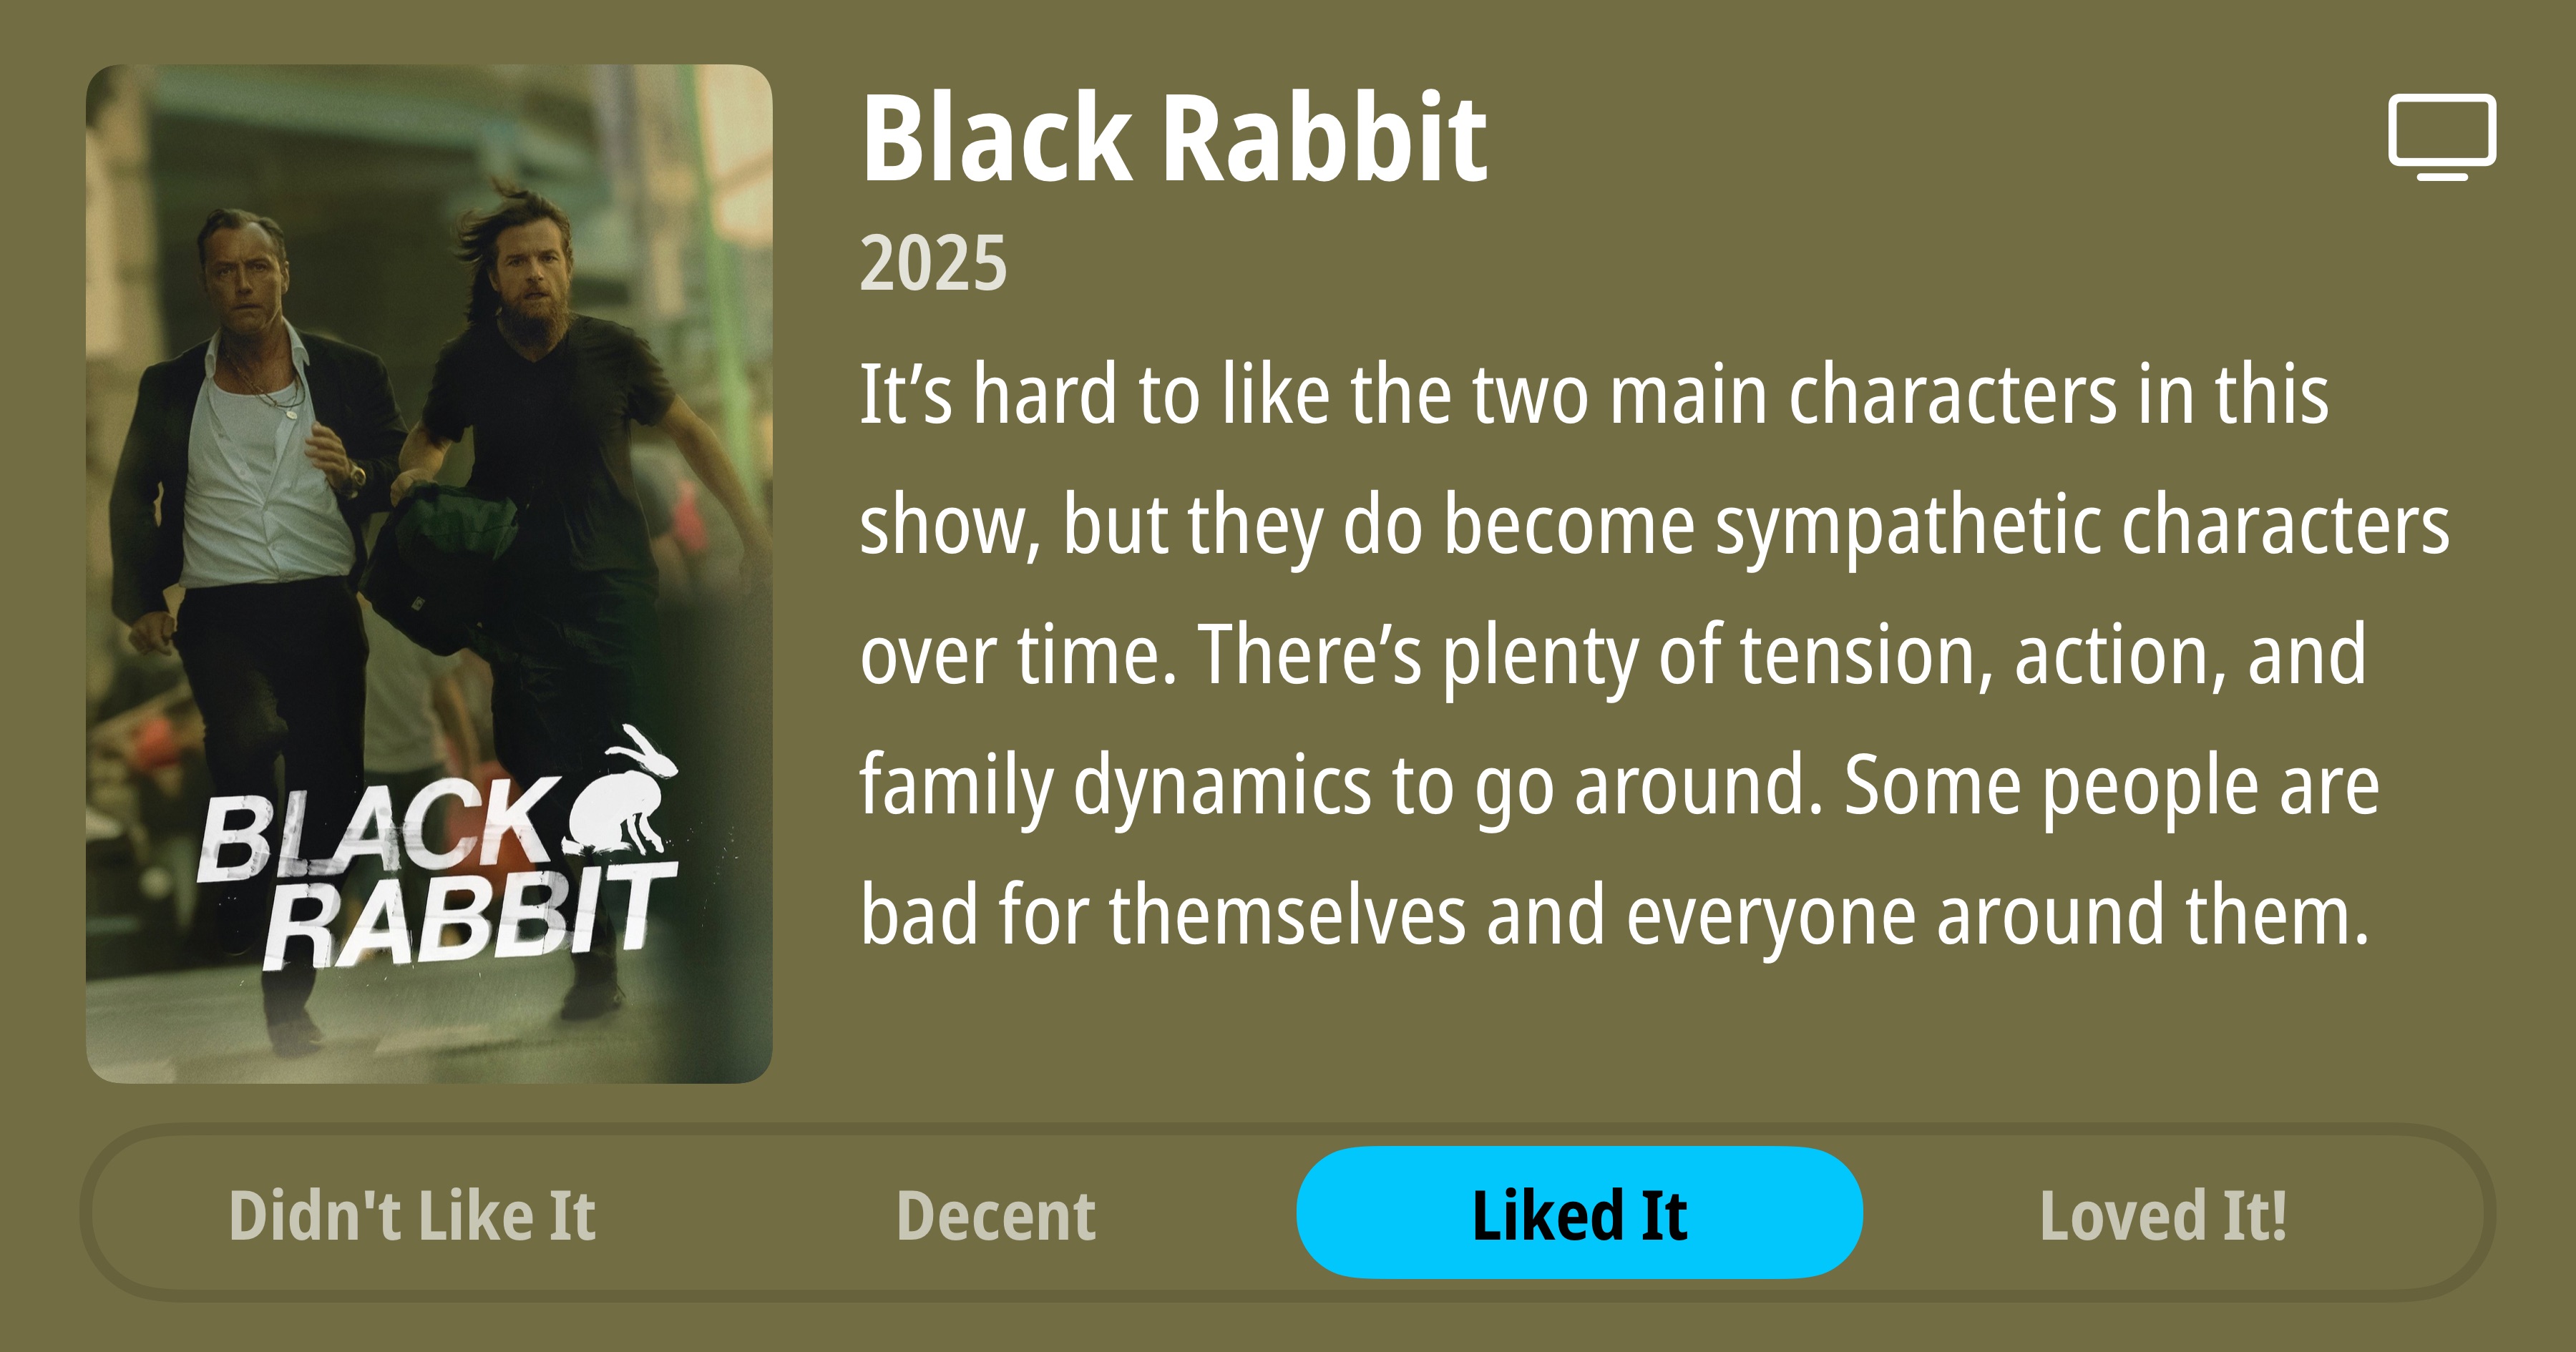 Black Rabbit
2025
It’s hard to like the two main characters in this
show, but they do become sympathetic characters
over time. There’s plenty of tension, action, and
family dynamics to go around. Some people are
bad for themselves and everyone around them.
BLACK
RABBIT
Didn't Like It
Decent
Liked It
Loved It!